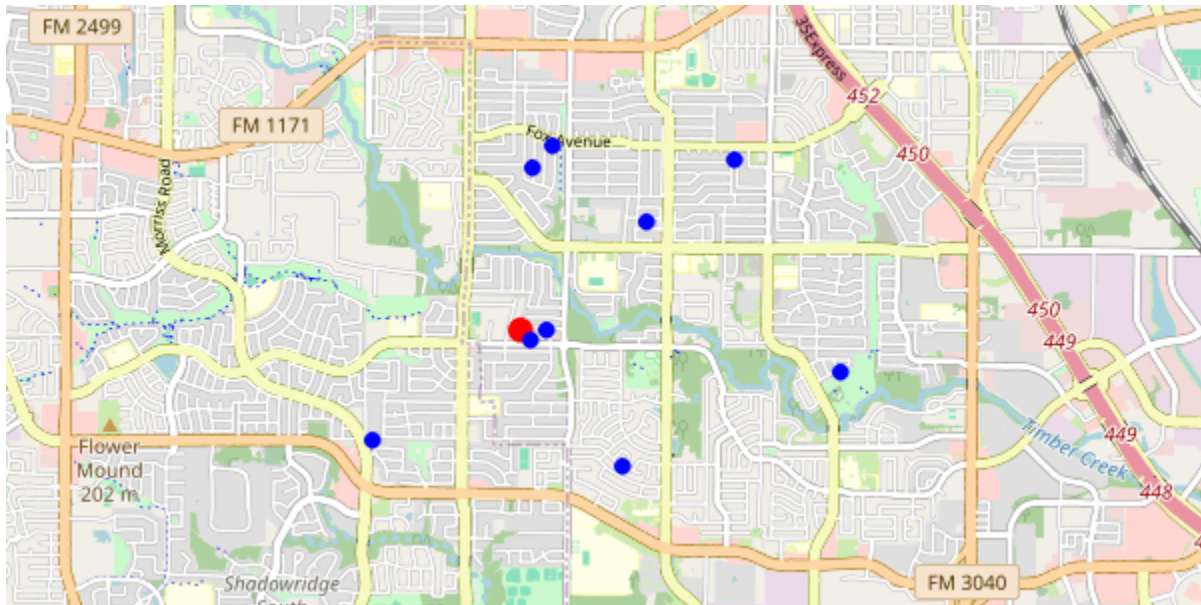 FM 2499
35Express
452
FM 1171
Fox Avenue
450
Morriss Road
450
449
Flower
Mound
202 m
449
Timber Creek
448
FM 3040
Shadowridge
South